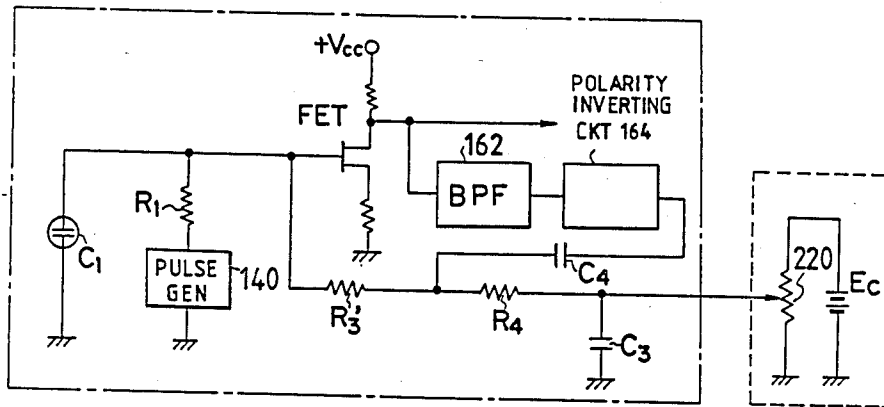 +Vcc
FET
POLARITY
INVERTING
CKT 164
162
BPF
R1
C1
PULSE
GEN
140
C4
R3'
R4
C3
220
Ec